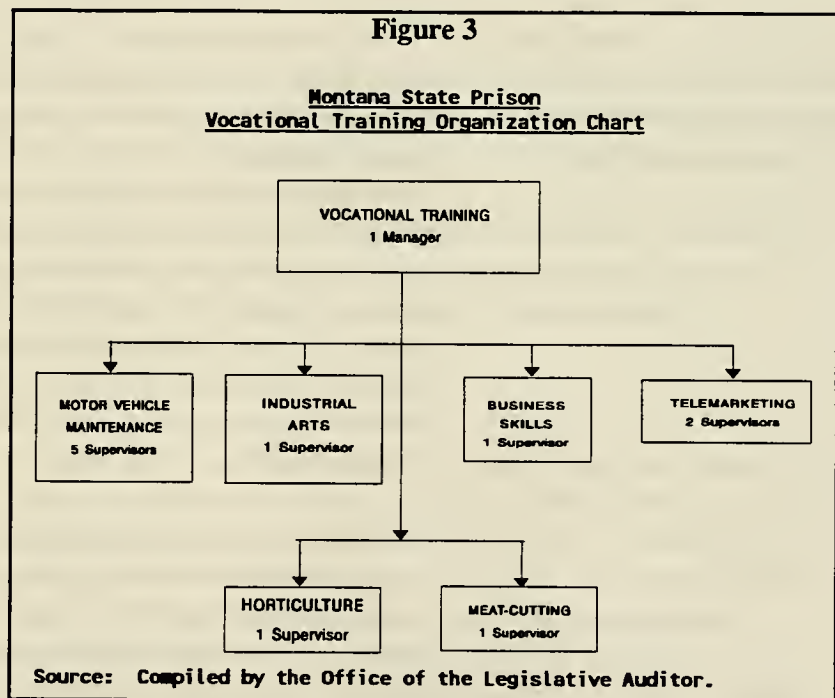 Figure 3
Montana State Prison
Vocational Training Organization Chart
VOCATIONAL TRAINING
1 Manager
MOTOR VEHICLE
MAINTENANCE
5 Supervisors
INDUSTRIAL
ARTS
1 Supervisor
BUSINESS
SKILLS
1 Supervisor
TELEMARKETING
2 Supervisors
HORTICULTURE
1 Supervisor
MEAT-CUTTING
1 Supervisor
Source: Compiled by the Office of the Legislative Auditor.